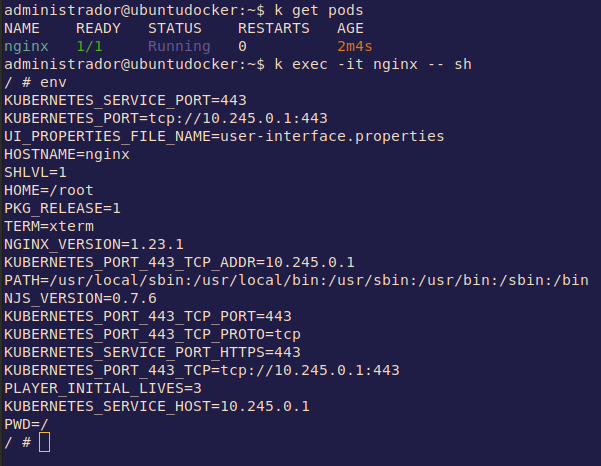 administrador@ubuntudocker:~$ k get pods
NAME    READY   STATUS    RESTARTS   AGE
nginx   1/1     Running   0          2m4s
administrador@ubuntudocker:~$ k exec -it nginx -- sh
/ # env
KUBERNETES_SERVICE_PORT=443
KUBERNETES_PORT=tcp://10.245.0.1:443
UI_PROPERTIES_FILE_NAME=user-interface.properties
HOSTNAME=nginx
SHLVL=1
HOME=/root
PKG_RELEASE=1
TERM=xterm
NGINX_VERSION=1.23.1
KUBERNETES_PORT_443_TCP_ADDR=10.245.0.1
PATH=/usr/local/sbin:/usr/local/bin:/usr/sbin:/usr/bin:/sbin:/bin
NJS_VERSION=0.7.6
KUBERNETES_PORT_443_TCP_PORT=443
KUBERNETES_PORT_443_TCP_PROTO=tcp
KUBERNETES_SERVICE_PORT_HTTPS=443
KUBERNETES_PORT_443_TCP=tcp://10.245.0.1:443
PLAYER_INITIAL_LIVES=3
KUBERNETES_SERVICE_HOST=10.245.0.1
PWD=/
/ #